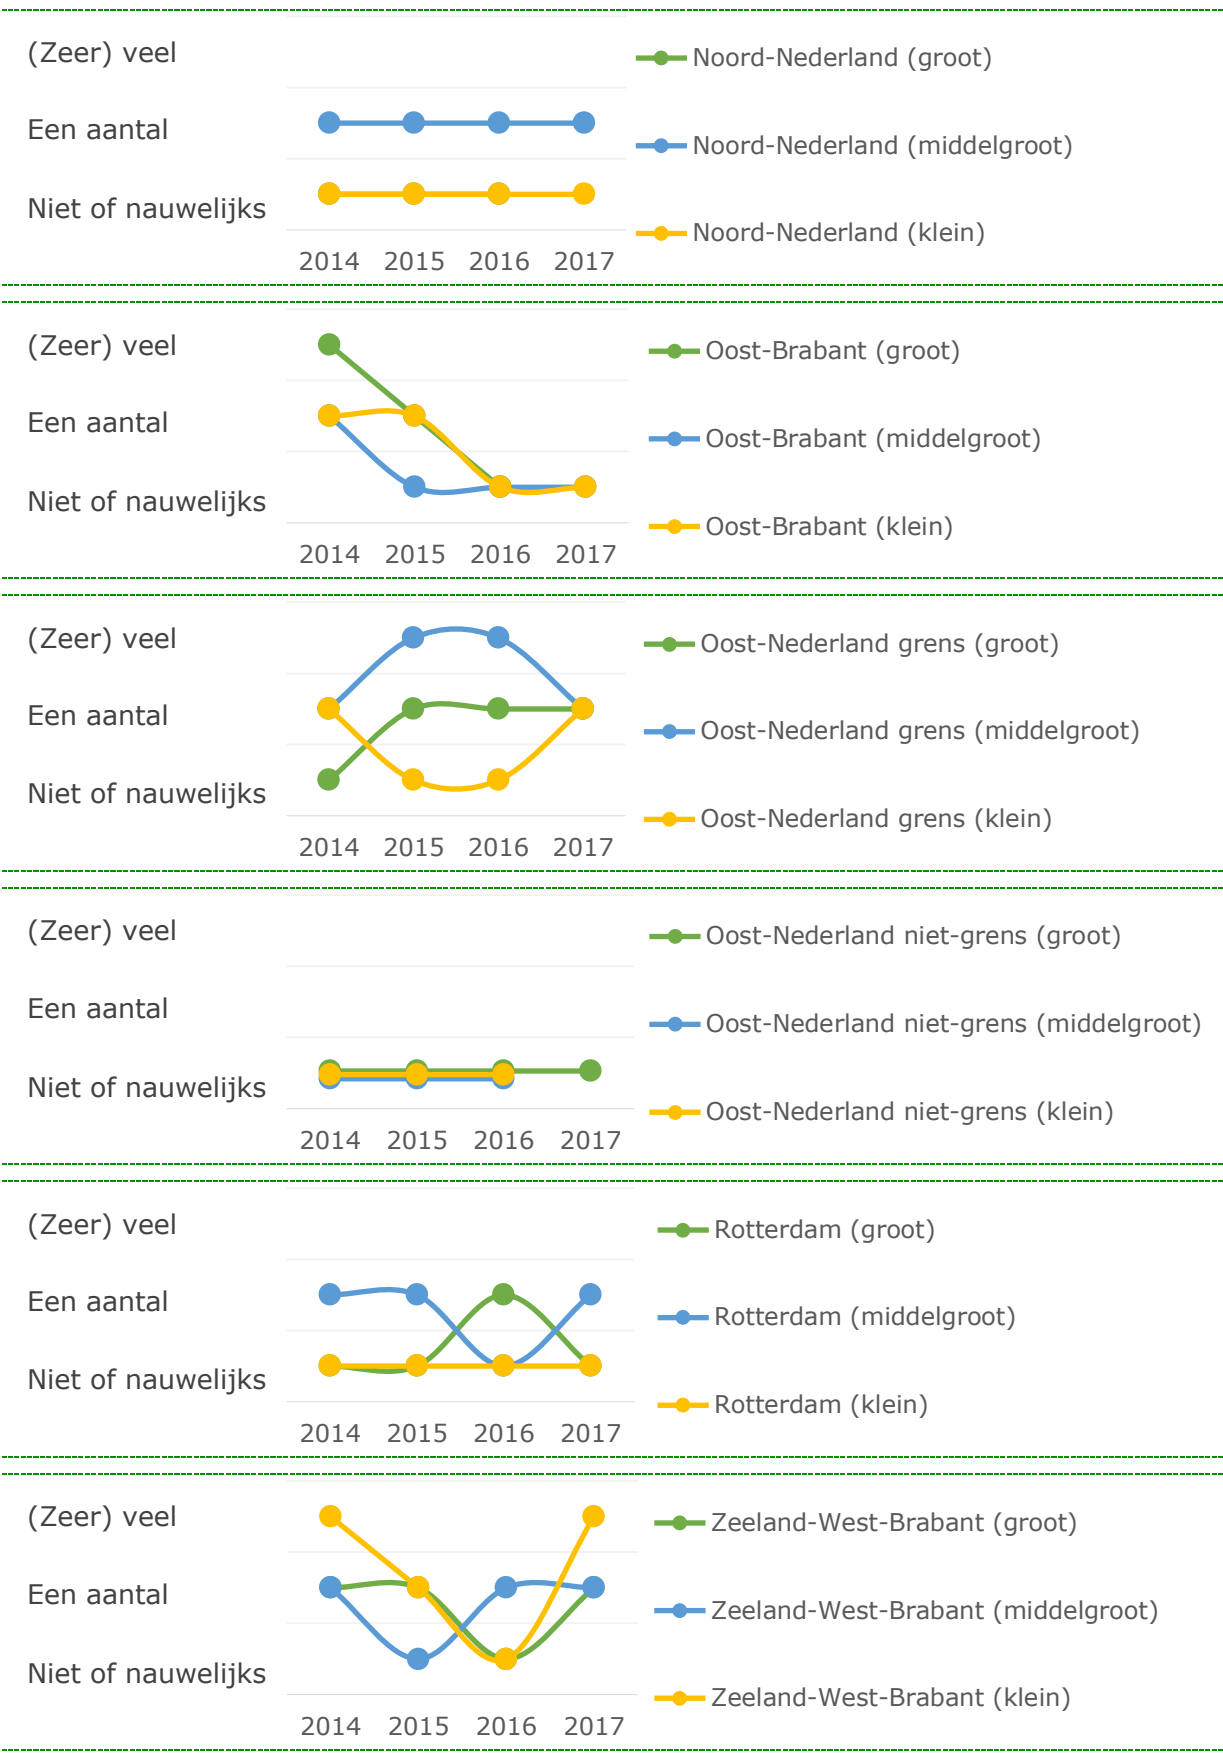 (Zeer) veel
Een aantal
Niet of nauwelijks
2014 2015 2016 2017
Noord-Nederland (groot)
Noord-Nederland (middelgroot)
Noord-Nederland (klein)
(Zeer) veel
Een aantal
Niet of nauwelijks
2014 2015 2016 2017
Oost-Brabant (groot)
Oost-Brabant (middelgroot)
Oost-Brabant (klein)
(Zeer) veel
Een aantal
Niet of nauwelijks
2014 2015 2016 2017
Oost-Nederland grens (groot)
Oost-Nederland grens (middelgroot)
Oost-Nederland grens (klein)
(Zeer) veel
Een aantal
Niet of nauwelijks
2014 2015 2016 2017
Oost-Nederland niet-grens (groot)
Oost-Nederland niet-grens (middelgroot)
Oost-Nederland niet-grens (klein)
(Zeer) veel
Een aantal
Niet of nauwelijks
2014 2015 2016 2017
Rotterdam (groot)
Rotterdam (middelgroot)
Rotterdam (klein)
(Zeer) veel
Een aantal
Niet of nauwelijks
2014 2015 2016 2017
Zeeland-West-Brabant (groot)
Zeeland-West-Brabant (middelgroot)
Zeeland-West-Brabant (klein)